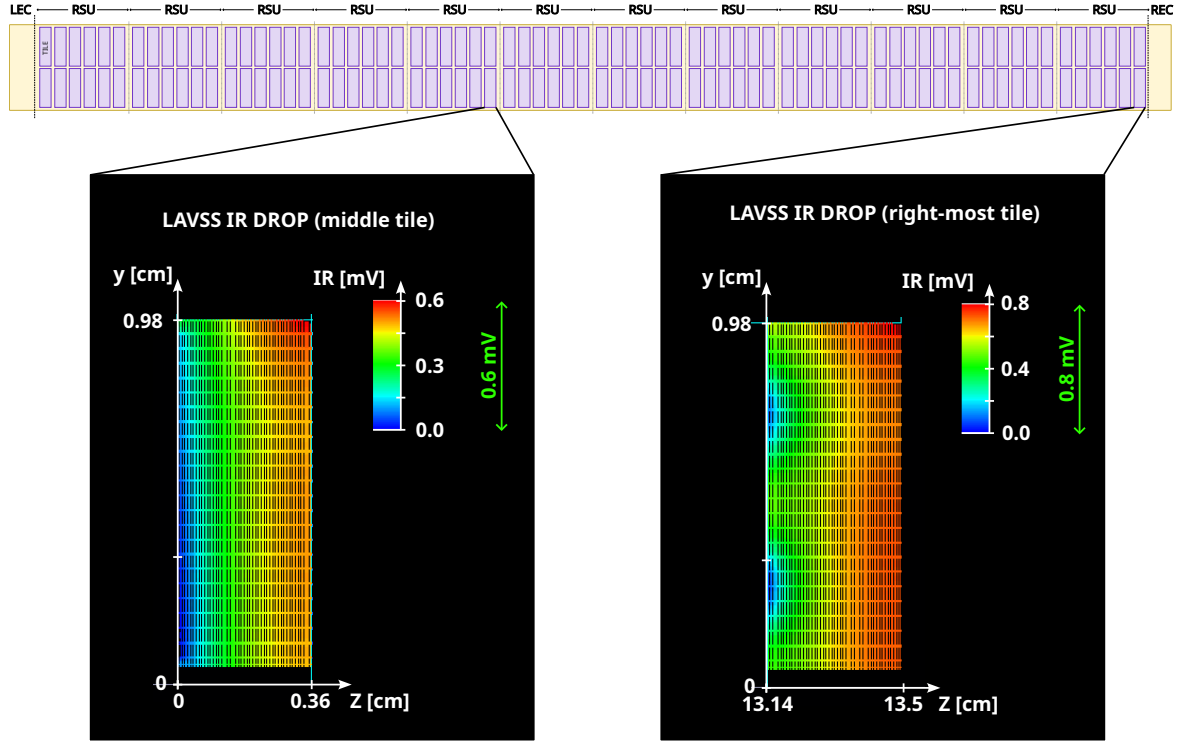 LEC RSU RSU RSU RSU RSU RSU RSU RSU RSU RSU RSU RSU REC
TILE
LAVSS IR DROP (middle tile)
y [cm]
IR [mV]
0.6
0.98
0.3
0.6 mV
0.0
0
0
0.36
Z [cm]
LAVSS IR DROP (right-most tile)
y [cm]
IR [mV]
0.8
0.98
0.4
0.8 mV
0.0
0
13.14
13.5
Z [cm]